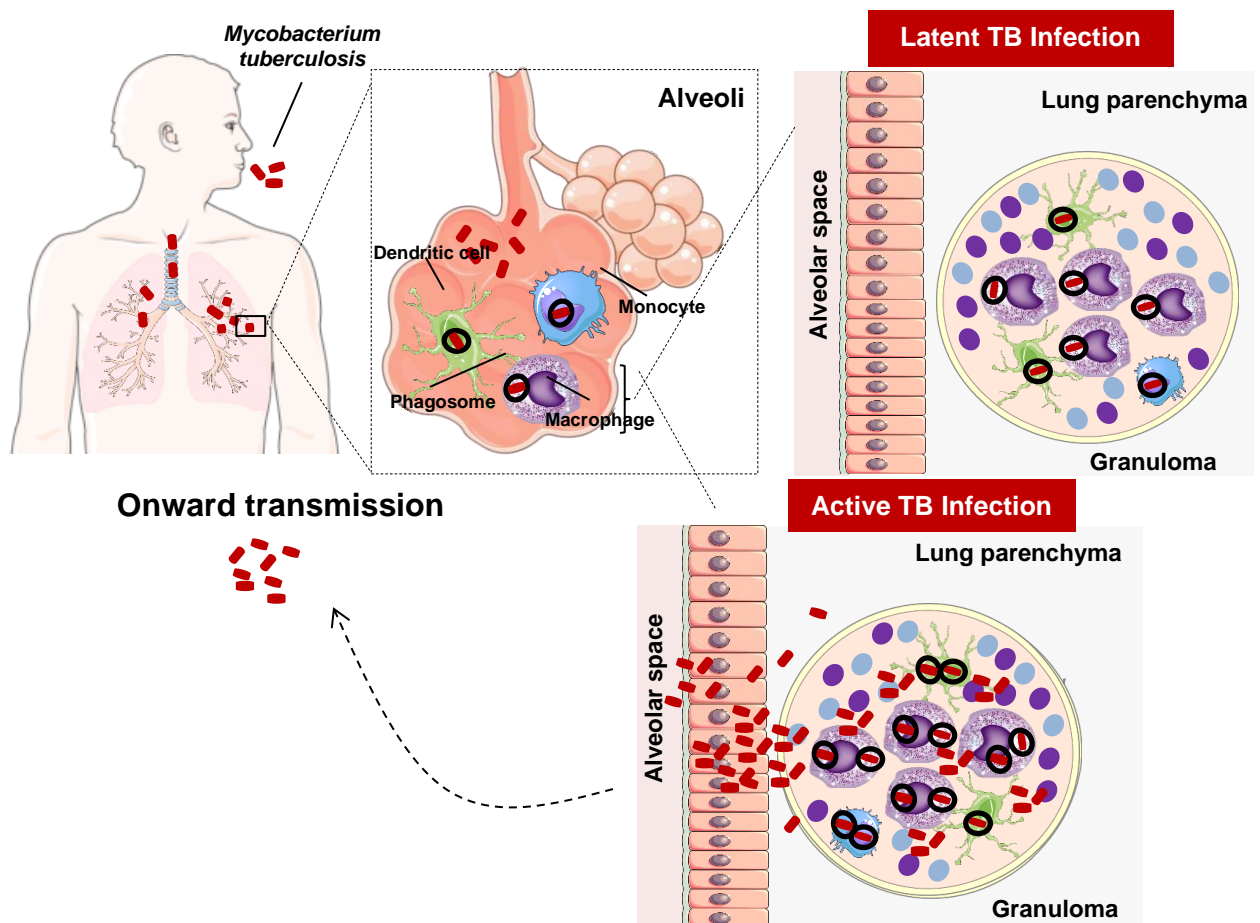 Mycobacterium
tuberculosis
Alveoli
Dendritic cell
Monocyte
Phagosome
Macrophage
Latent TB Infection
Lung parenchyma
Alveolar space
Granuloma
Onward transmission
Active TB Infection
Lung parenchyma
Alveolar space
Granuloma